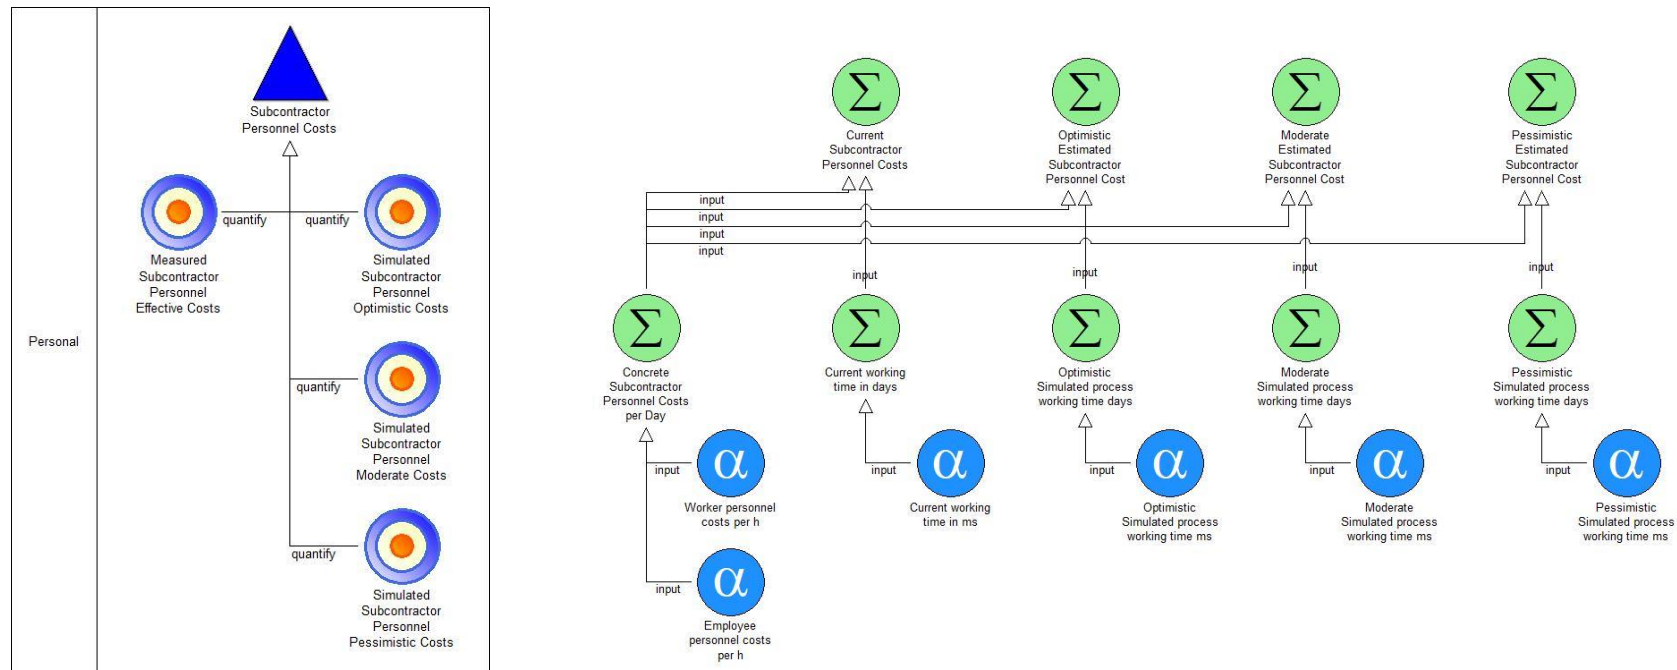 Personal
Subcontractor
Personnel Costs
quantify
quantify
Measured
Subcontractor
Personnel
Effective Costs
Simulated
Subcontractor
Personnel
Optimistic Costs
quantify
Simulated
Subcontractor
Personnel
Moderate Costs
quantify
Simulated
Subcontractor
Personnel
Pessimistic Costs
Σ
Current
Subcontractor
Personnel Costs
Σ
Optimistic
Estimated
Subcontractor
Personnel Cost
Σ
Moderate
Estimated
Subcontractor
Personnel Cost
Σ
Pessimistic
Estimated
Subcontractor
Personnel Cost
input
input
input
input
input
input
input
input
Σ
Concrete
Subcontractor
Personnel Costs
per Day
Σ
Current working
time in days
Σ
Optimistic
Simulated process
working time days
Σ
Moderate
Simulated process
working time days
Σ
Pessimistic
Simulated process
working time days
input
α
Worker personnel
costs per h
input
α
Current working
time in ms
input
α
Optimistic
Simulated process
working time ms
input
α
Moderate
Simulated process
working time ms
input
α
Pessimistic
Simulated process
working time ms
input
α
Employee
personnel costs
per h